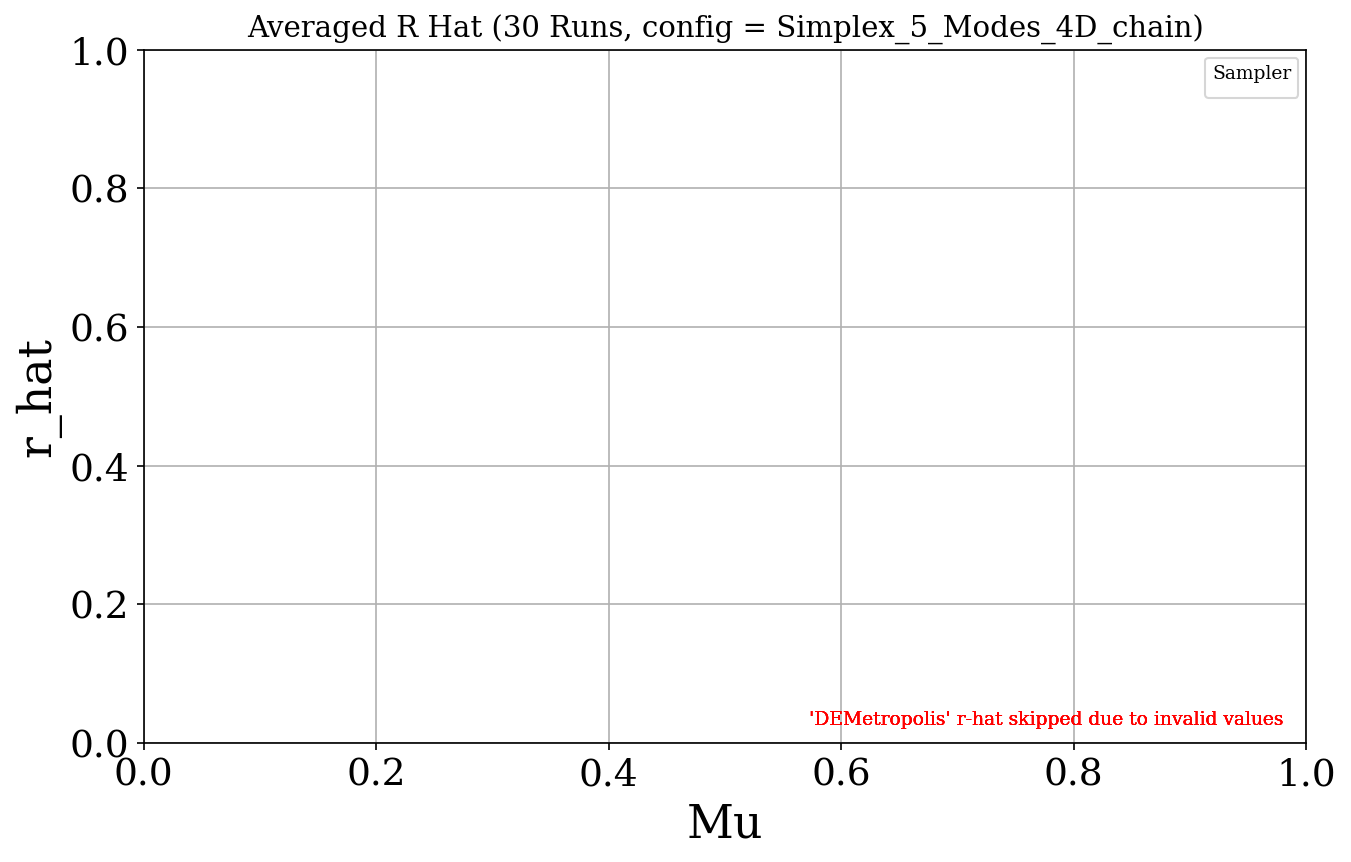 Averaged R Hat (30 Runs, config = Simplex_5_Modes_4D_chain)
Sampler
1.0
0.8
0.6
0.4
0.2
0.0
r_hat
'DEMetropolis' r-hat skipped due to invalid values
0.0 0.2 0.4 0.6 0.8 1.0
Mu